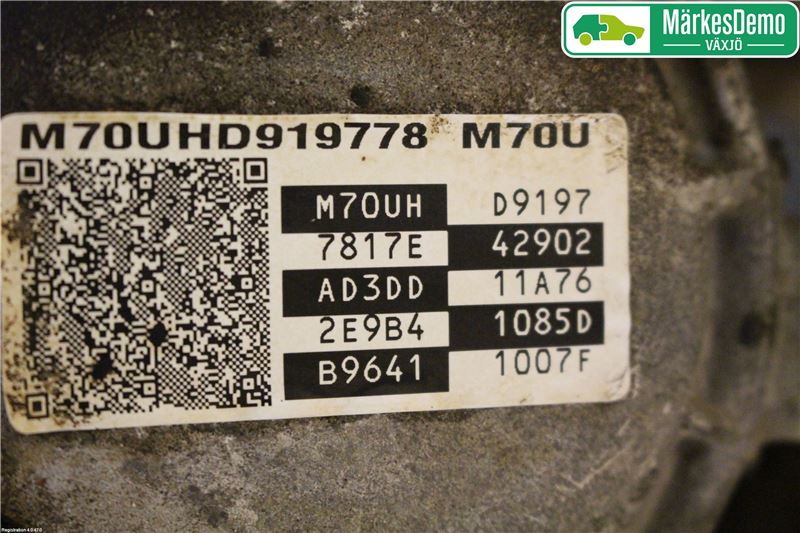 MärkesDemo
VÄXJÖ
M70UHD919778 M70U
M70UH D9197
7817E 42902
AD3DD 11A76
2E9B4 1085D
B9641 1007F